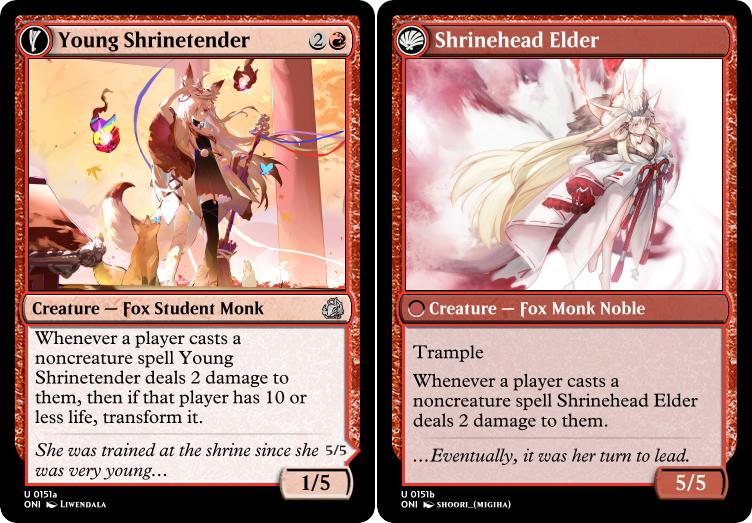 Young Shrinetender 2
Creature — Fox Student Monk
Whenever a player casts a
noncreature spell Young
Shrinetender deals 2 damage to
them, then if that player has 10 or
less life, transform it.
She was trained at the shrine since she
was very young...
5/5
1/5
U 0151a
ONI LIWENDALA
Shrinehead Elder
Creature — Fox Monk Noble
Trample
Whenever a player casts a
noncreature spell Shrinehead Elder
deals 2 damage to them.
...Eventually, it was her turn to lead.
5/5
U 0151b
ONI SHOORI_(MIGIHA)